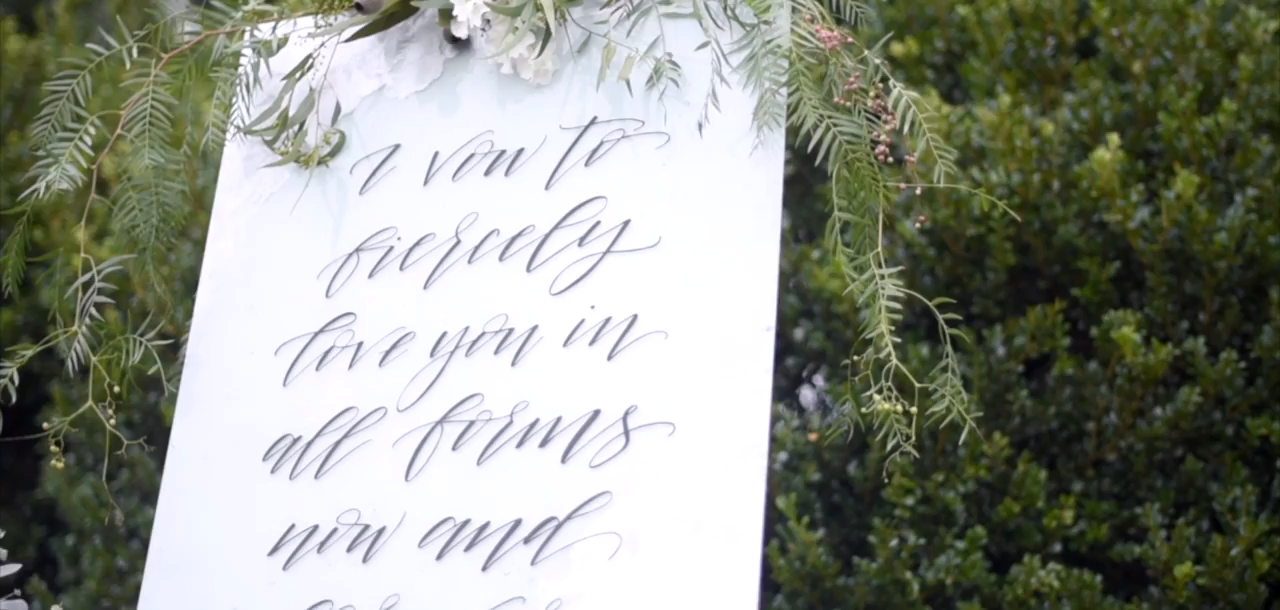 I vow to
fiercely
love you in
all forms
now and